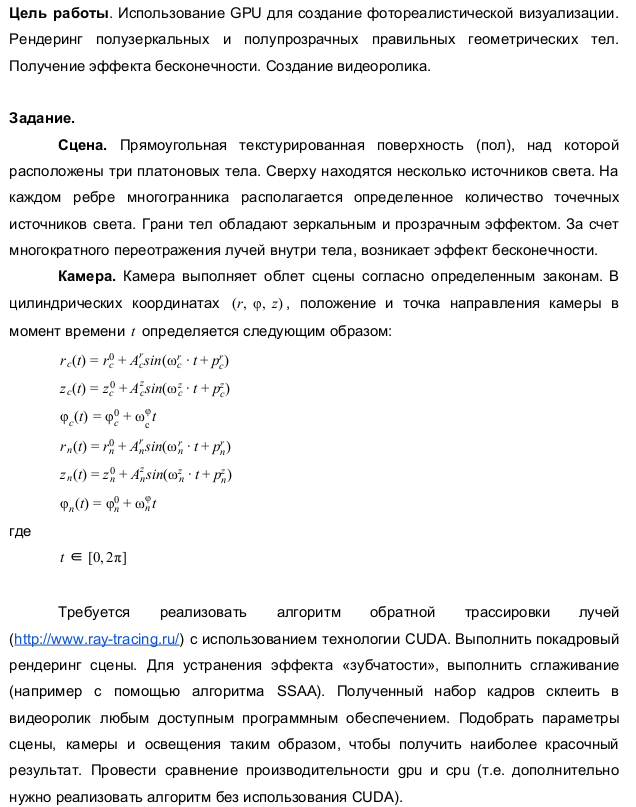 Цель работы. Использование GPU для создание фотореалистической визуализации.
Рендеринг полузеркальных и полупрозрачных правильных геометрических тел.
Получение эффекта бесконечности. Создание видеоролика.
Задание.
Сцена. Прямоугольная текстурированная поверхность (пол), над которой
расположены три платоновых тела. Сверху находятся несколько источников света. На
каждом ребре многогранника располагается определенное количество точечных
источников света. Грани тел обладают зеркальным и прозрачным эффектом. За счет
многократного переотражения лучей внутри тела, возникает эффект бесконечности.
Камера. Камера выполняет облет сцены согласно определенным законам. В
цилиндрических координатах (r, φ, z), положение и точка направления камеры в
момент времени t определяется следующим образом:
r_c(t) = r_c^0 + A_c^r sin(ω_c^r · t + p_c^r)
z_c(t) = z_c^0 + A_c^z sin(ω_c^z · t + p_c^z)
φ_c(t) = φ_c^0 + ω_c^φ t
r_n(t) = r_n^0 + A_n^r sin(ω_n^r · t + p_n^r)
z_n(t) = z_n^0 + A_n^z sin(ω_n^z · t + p_n^z)
φ_n(t) = φ_n^0 + ω_n^φ t
где
t ∈ [0, 2π]
Требуется реализовать алгоритм обратной трассировки лучей
(http://www.ray-tracing.ru/) с использованием технологии CUDA. Выполнить покадровый
рендеринг сцены. Для устранения эффекта «зубчатости», выполнить сглаживание
(например с помощью алгоритма SSAA). Полученный набор кадров склеить в
видеоролик любым доступным программным обеспечением. Подобрать параметры
сцены, камеры и освещения таким образом, чтобы получить наиболее красочный
результат. Провести сравнение производительности gpu и cpu (т.е. дополнительно
нужно реализовать алгоритм без использования CUDA).